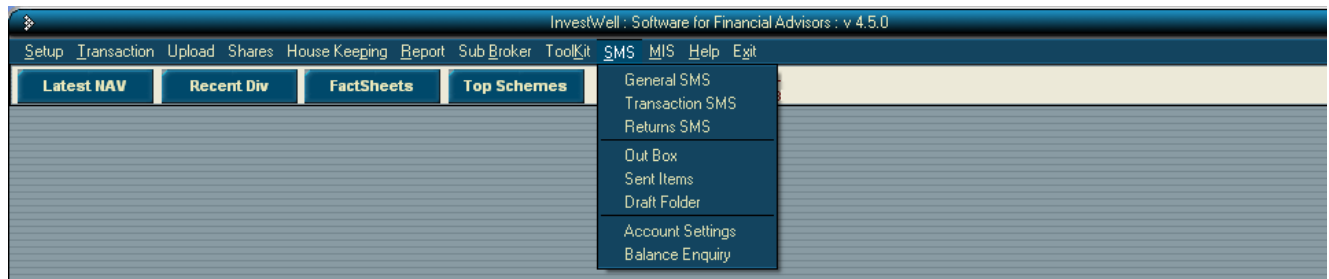 InvestWell : Software for Financial Advisors : v 4.5.0
Setup Transaction Upload Shares House Keeping Report Sub Broker ToolKit SMS MIS Help Exit
Latest NAV Recent Div FactSheets Top Schemes
General SMS
Transaction SMS
Returns SMS
Out Box
Sent Items
Draft Folder
Account Settings
Balance Enquiry